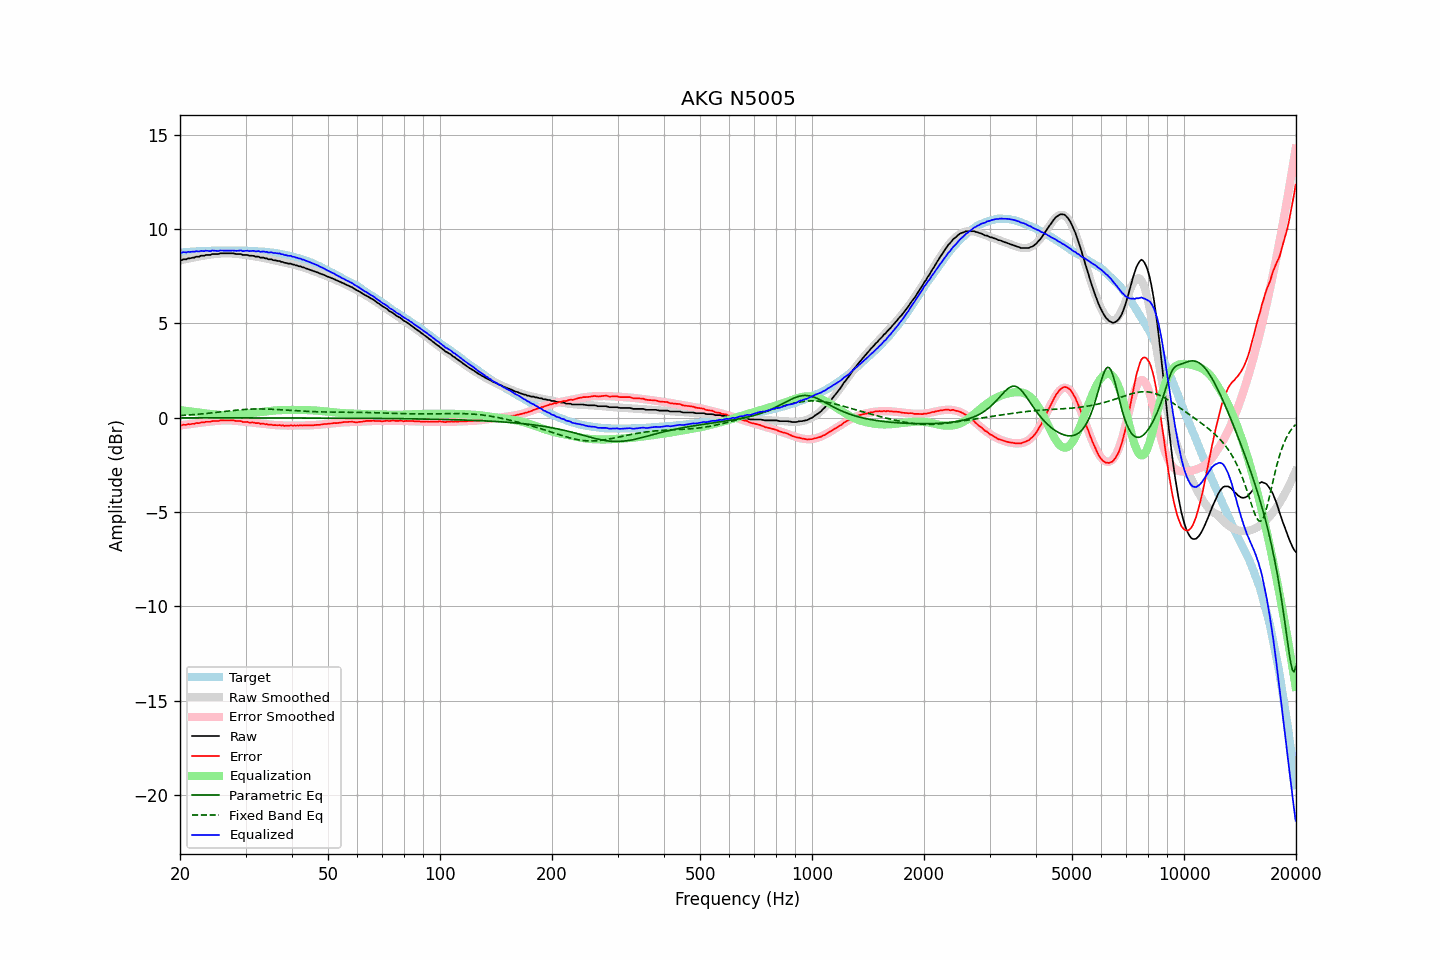 AKG N5005
Amplitude (dBr)
15
10
5
0
−5
−10
−15
−20
Target
Raw Smoothed
Error Smoothed
Raw
Error
Equalization
Parametric Eq
Fixed Band Eq
Equalized
20
50
100
200
500
1000
2000
5000
10000
20000
Frequency (Hz)